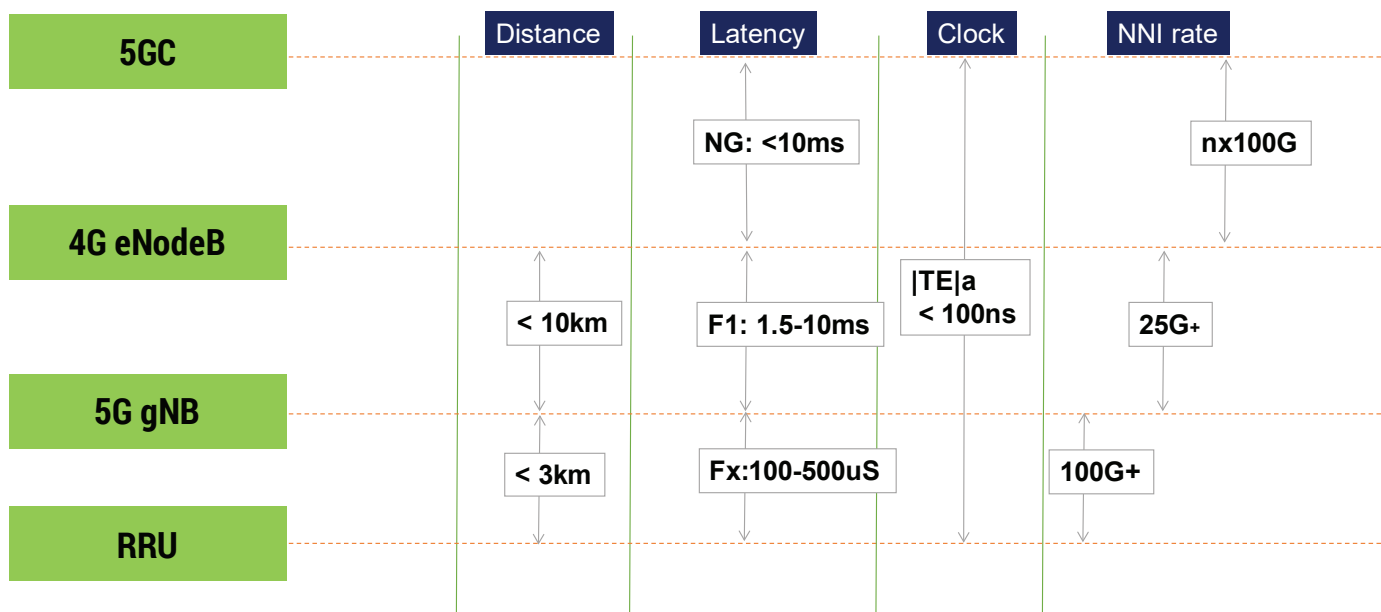 5GC
Distance
Latency
Clock
NNI rate
NG: <10ms
nx100G
4G eNodeB
< 10km
F1: 1.5-10ms
|TE|a
< 100ns
25G+
5G gNB
< 3km
Fx:100-500uS
100G+
RRU